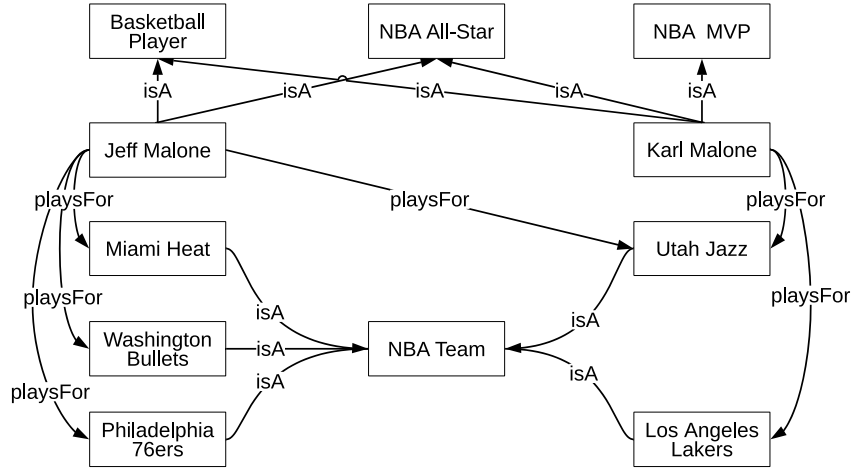 Basketball
Player
NBA All-Star
NBA MVP
isA
isA
isA
isA
isA
Jeff Malone
Karl Malone
playsFor
playsFor
playsFor
Miami Heat
Utah Jazz
playsFor
playsFor
isA
isA
Washington
Bullets
isA
NBA Team
isA
isA
playsFor
Philadelphia
76ers
Los Angeles
Lakers